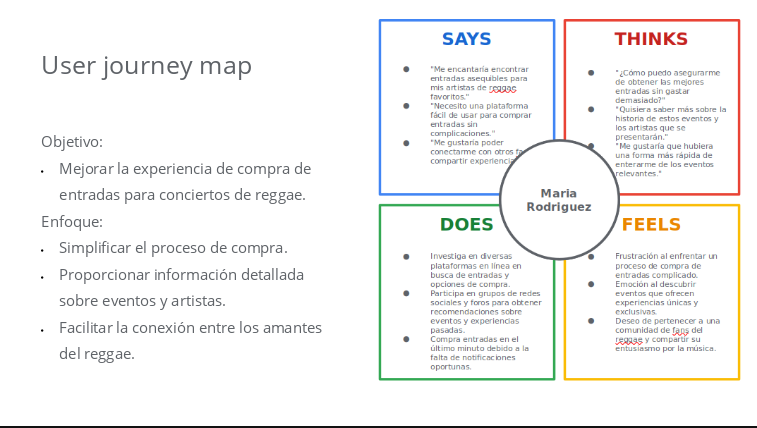 User journey map
Objetivo:
• Mejorar la experiencia de compra de
entradas para conciertos de reggae.
Enfoque:
• Simplificar el proceso de compra.
• Proporcionar información detallada
sobre eventos y artistas.
• Facilitar la conexión entre los amantes
del reggae.
SAYS
● "Me encantaría encontrar
entradas asequibles para
mis artistas de reggae
favoritos."
● "Necesito una plataforma
fácil de usar para comprar
entradas sin
complicaciones."
● "Me gustaría poder
conectarme con otros
compartir
THINKS
● "¿Cómo puedo asegurarme
de obtener las mejores
entradas sin gastar
demasiado?"
● "Quisiera saber más sobre la
historia de estos eventos y
los artistas que se
presentarán."
● "Me gustaría que hubiera
una forma más rápida de
enterarme de los eventos
relevantes."
Maria
Rodriguez
DOES
● Investiga en diversas
plataformas en línea en
busca de entradas y
opciones de compra.
● Participa en grupos de redes
sociales y foros para obtener
recomendaciones sobre
eventos y experiencias
pasadas.
● Compra entradas en el
último minuto debido a la
falta de notificaciones
oportunas.
FEELS
● Frustración al enfrentar un
proceso de compra de
entradas complicado.
● Emoción al descubrir
eventos que ofrecen
experiencias únicas y
exclusivas.
● Deseo de pertenecer a una
comunidad de fans del
reggae y compartir su
entusiasmo por la música.